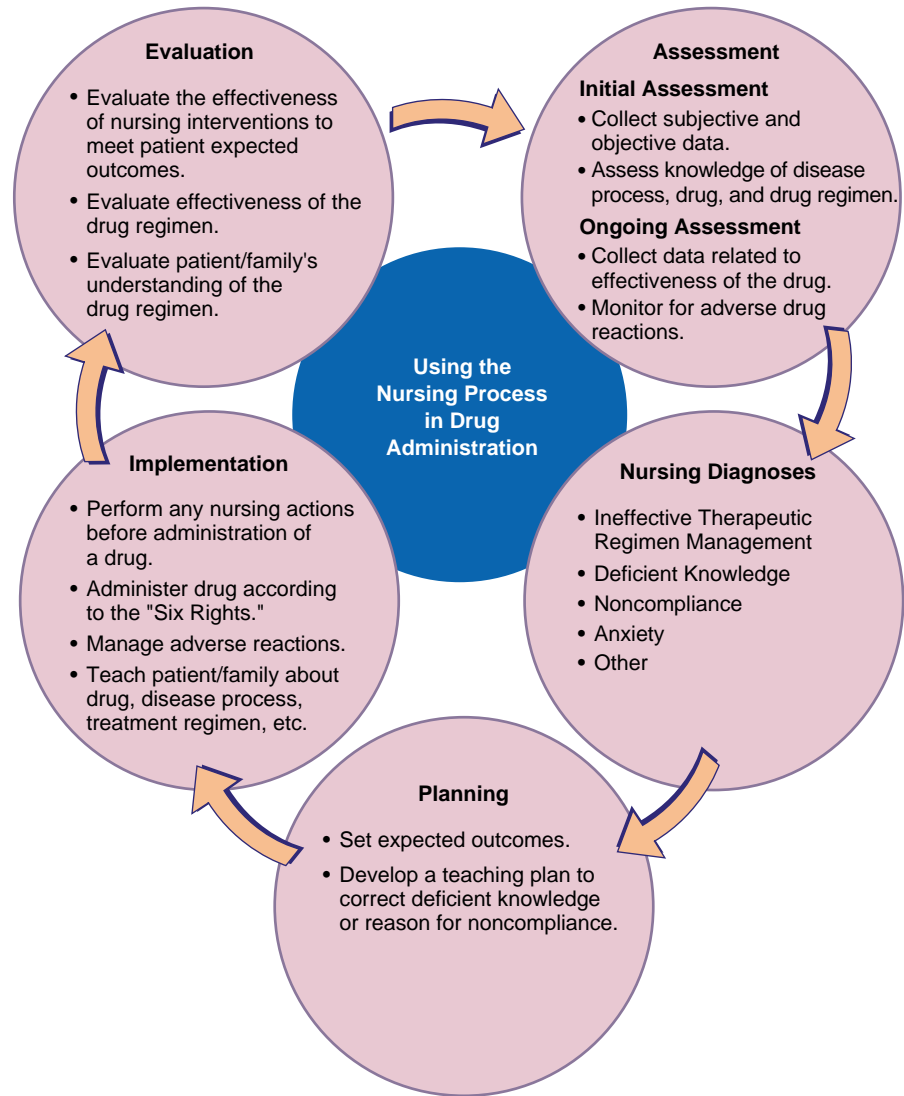 Evaluation
• Evaluate the effectiveness
of nursing interventions to
meet patient expected
outcomes.
• Evaluate effectiveness of the
drug regimen.
• Evaluate patient/family's
understanding of the
drug regimen.
Assessment
Initial Assessment
• Collect subjective and
objective data.
• Assess knowledge of disease
process, drug, and drug regimen.
Ongoing Assessment
• Collect data related to
effectiveness of the drug.
• Monitor for adverse drug
reactions.
Using the
Nursing Process
in Drug
Administration
Implementation
• Perform any nursing actions
before administration of
a drug.
• Administer drug according
to the "Six Rights."
• Manage adverse reactions.
• Teach patient/family about
drug, disease process,
treatment regimen, etc.
Nursing Diagnoses
• Ineffective Therapeutic
Regimen Management
• Deficient Knowledge
• Noncompliance
• Anxiety
• Other
Planning
• Set expected outcomes.
• Develop a teaching plan to
correct deficient knowledge
or reason for noncompliance.